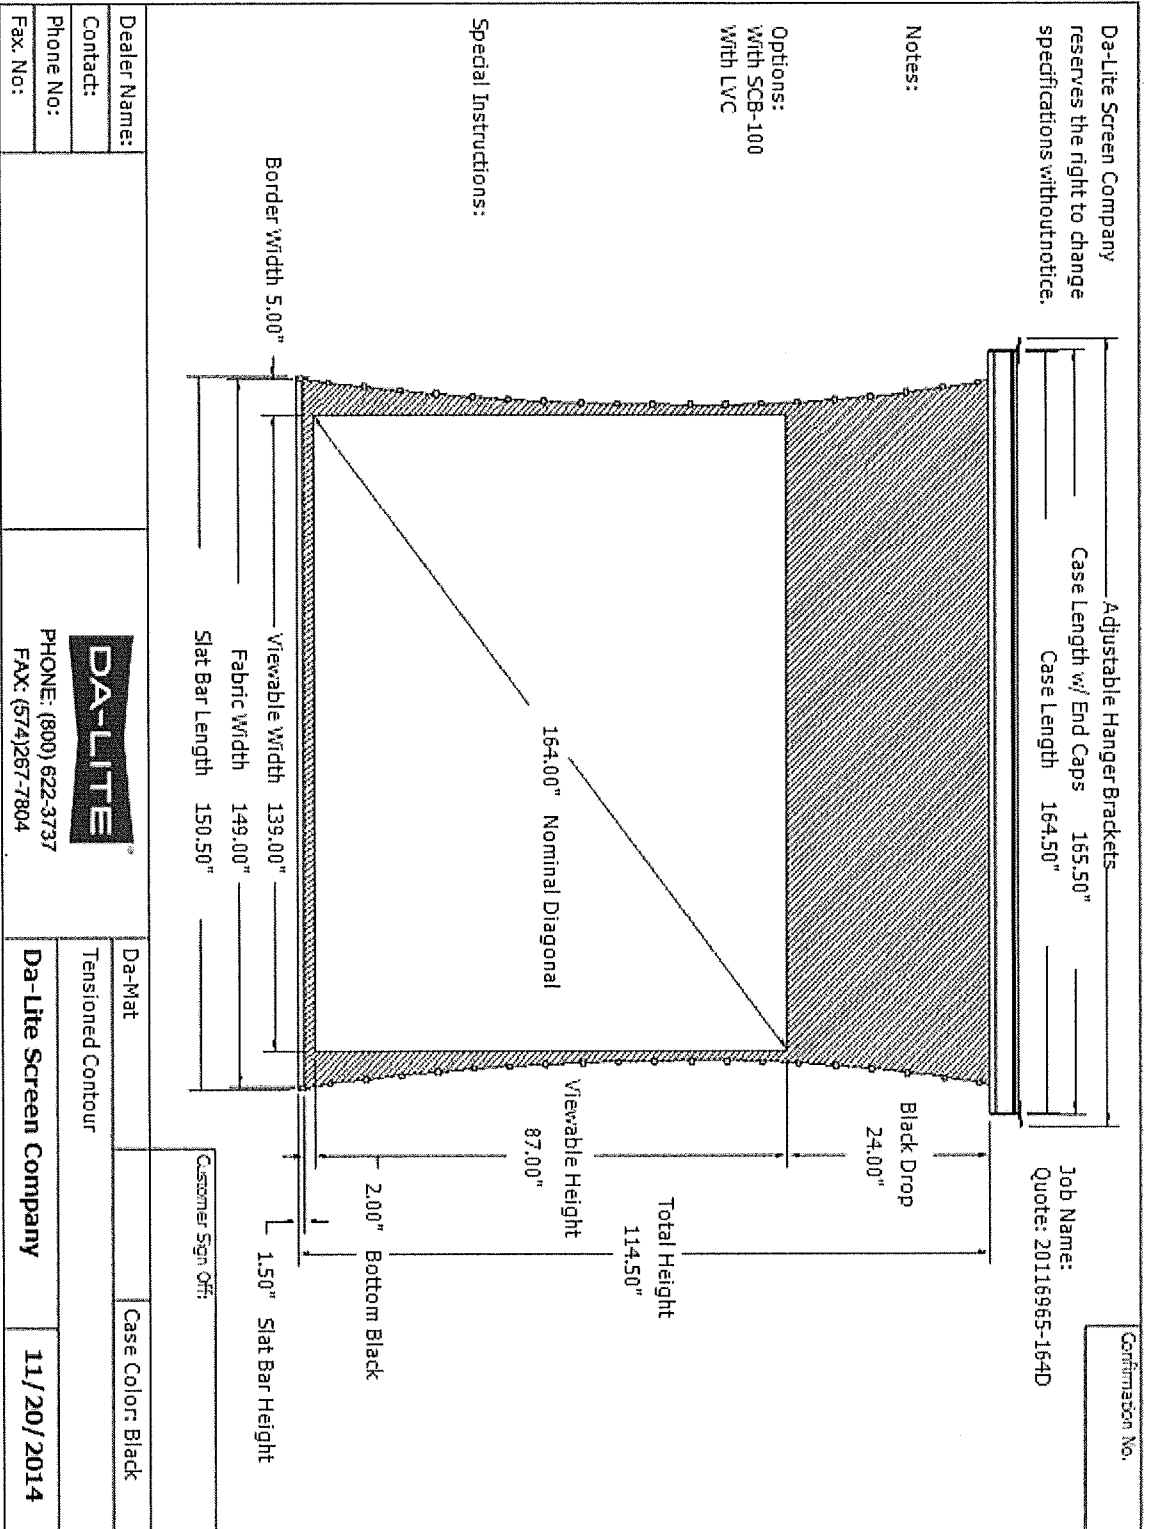 Da-Lite Screen Company
reserves the right to change
specifications withoutnotice.
Notes:
Options:
With SCB-100
With LVC
Special Instructions:
Confirmation No.
Job Name:
Quote: 20116965-164D
Adjustable Hanger Brackets
Case Length w/ End Caps 165.50"
Case Length 164.50"
Black Drop
24.00"
Total Height
114.50"
Viewable Height
87.00"
164.00" Nominal Diagonal
2.00" Bottom Black
1.50" Slat Bar Height
Border Width 5.00"
Viewable Width 139.00"
Fabric Width 149.00"
Slat Bar Length 150.50"
Customer Sign Off:
Dealer Name:
Contact:
Phone No:
Fax. No:
DA-LITE®
PHONE: (800) 622-3737
FAX: (574)267-7804
Da-Mat
Case Color: Black
Tensioned Contour
Da-Lite Screen Company
11/20/2014